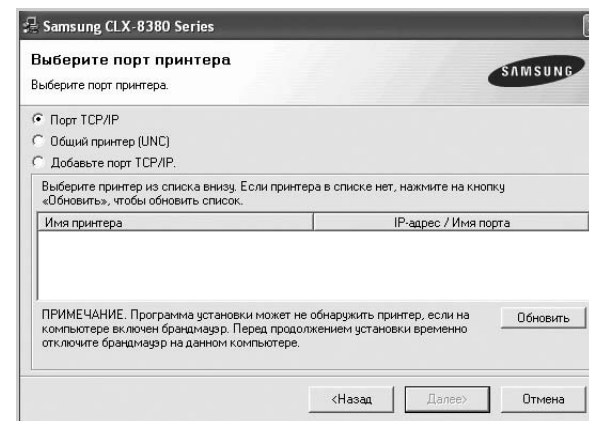 Samsung CLX-8380 Series
Выберите порт принтера
Выберите порт принтера.
SAMSUNG
Порт TCP/IP
Общий принтер (UNC)
Добавьте порт TCP/IP.
Выберите принтер из списка внизу. Если принтера в списке нет, нажмите на кнопку
«Обновить», чтобы обновить список.
Имя принтера IP-адрес / Имя порта
ПРИМЕЧАНИЕ. Программа установки может не обнаружить принтер, если на
компьютере включен брандмауэр. Перед продолжением установки временно
отключите брандмауэр на данном компьютере.
Обновить
<Назад Далее> Отмена